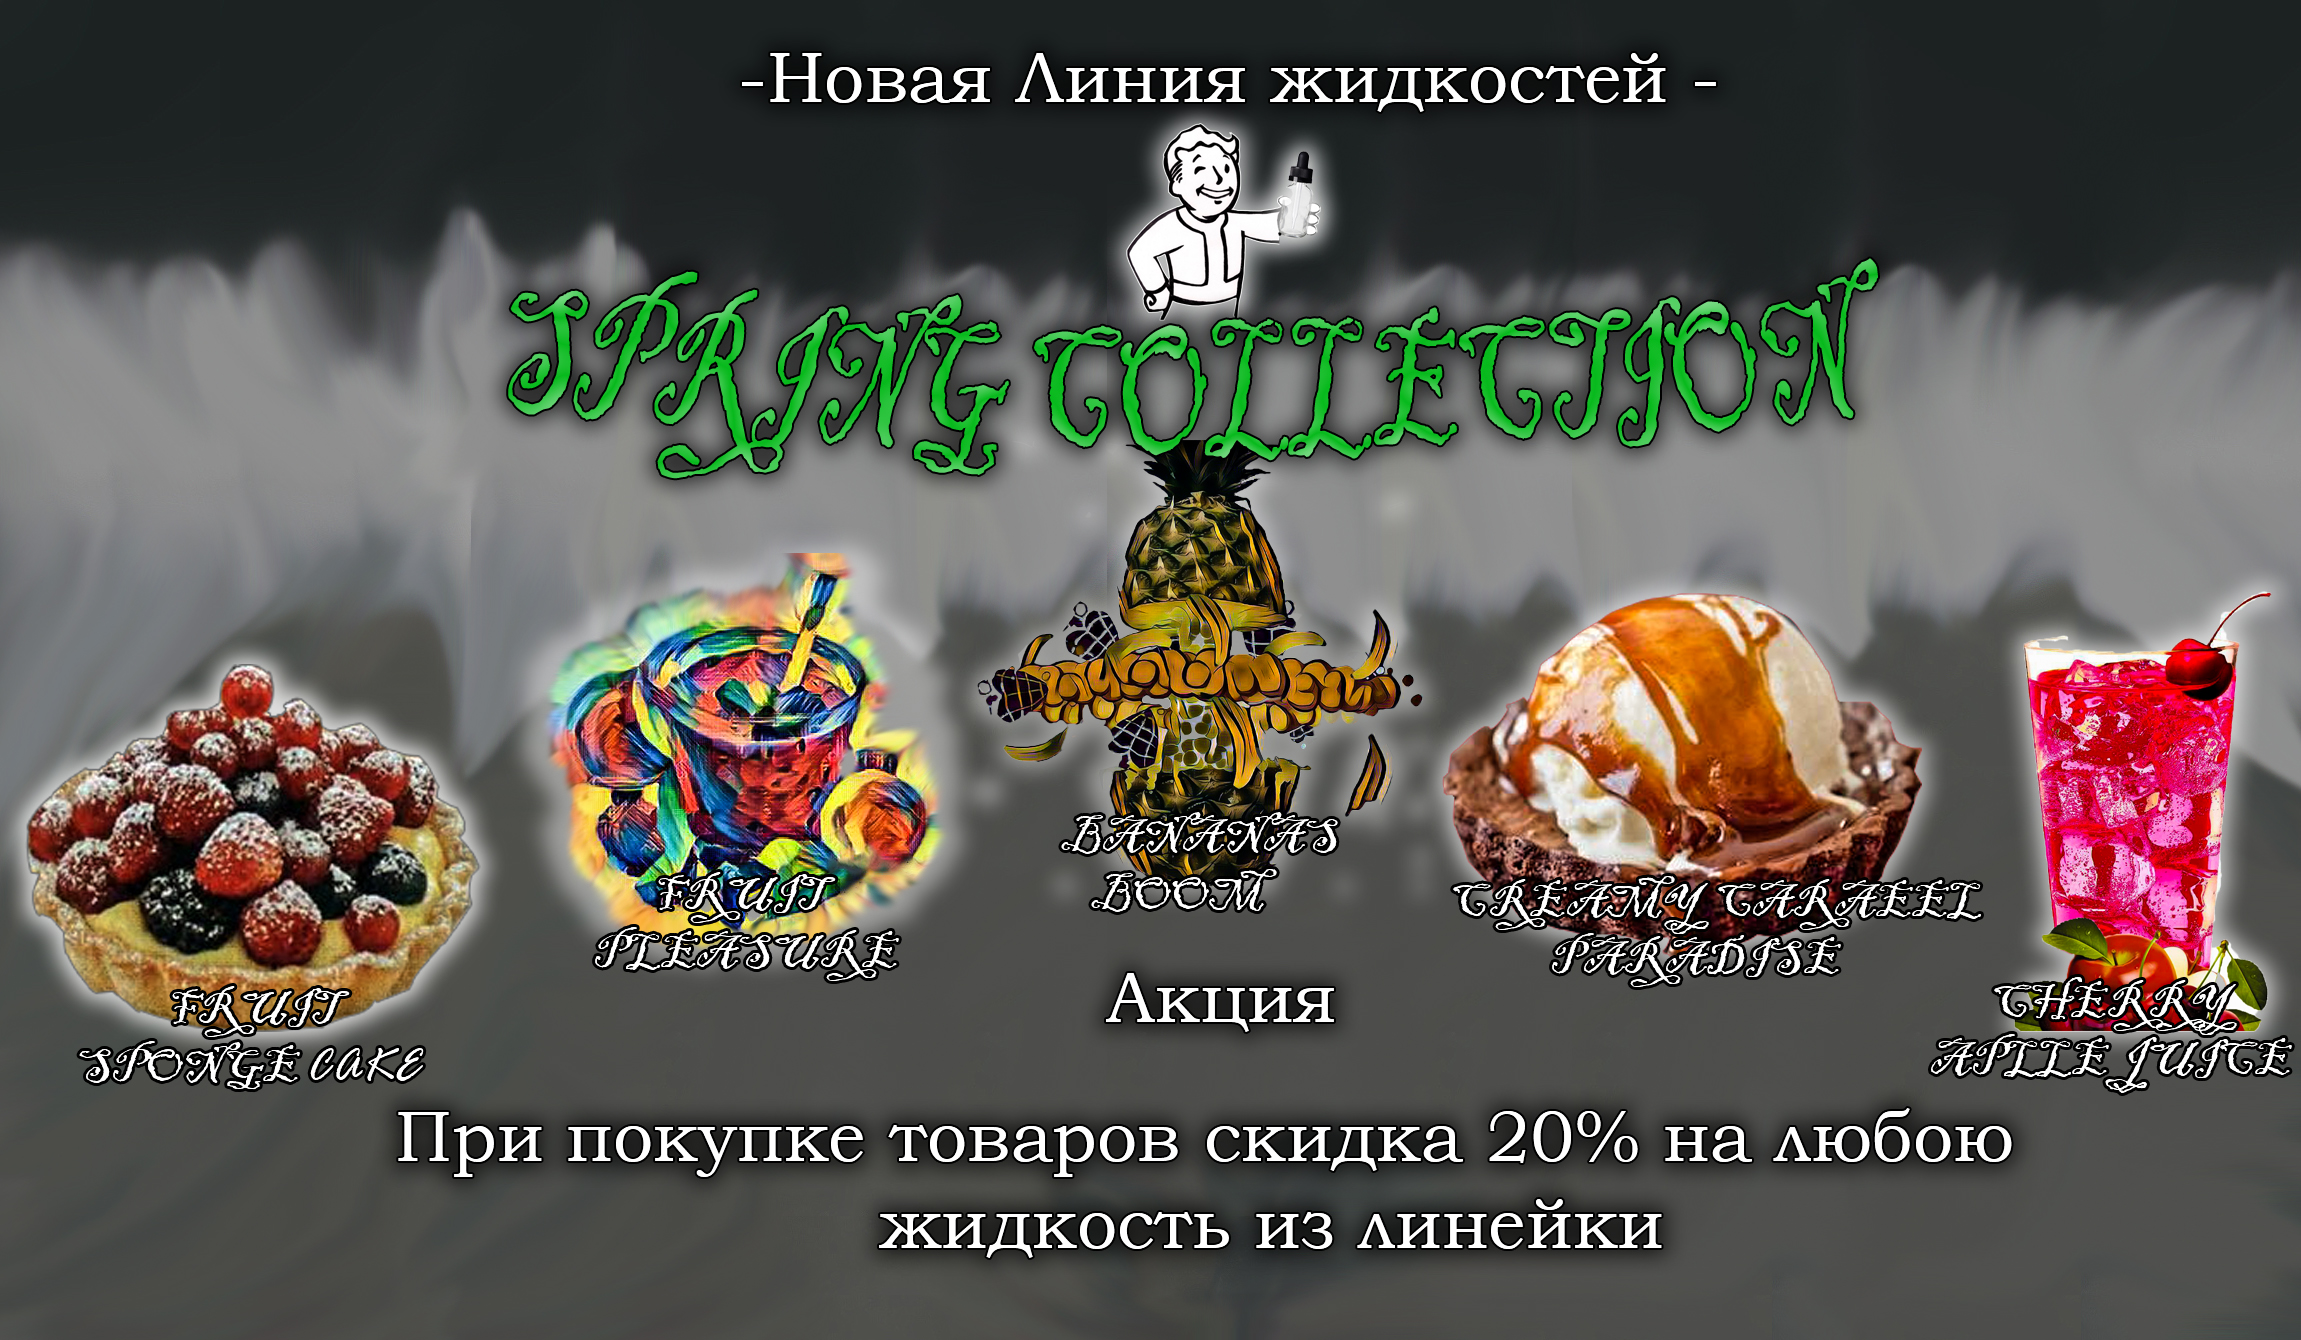 -Новая Линия жидкостей -
SPRING COLLECTION
BANANAS
BOOM
FRUIT
PLEASURE
CREAMY CARAEEL
PARADISE
FRUIT
SPONGE CAKE
CHERRY
APLLE JUICE
Акция
При покупке товаров скидка 20% на любою
жидкость из линейки